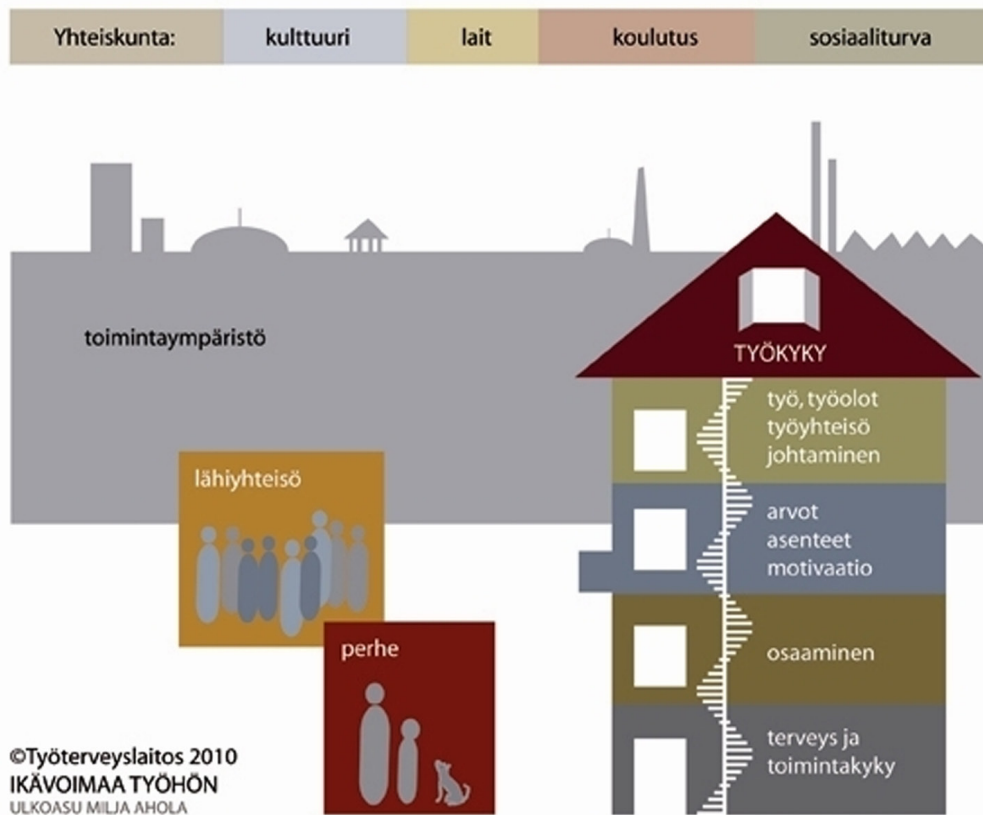 Yhteiskunta: kulttuuri lait koulutus sosiaaliturva
toimintaympäristö
TYÖKYKY
työ, työolot
työyhteisö
johtaminen
arvot
asenteet
motivaatio
osaaminen
terveys ja
toimintakyky
lähiyhteisö
perhe
©Työterveyslaitos 2010
IKÄVOIMAA TYÖHÖN
ULKOASU MILJA AHOLA